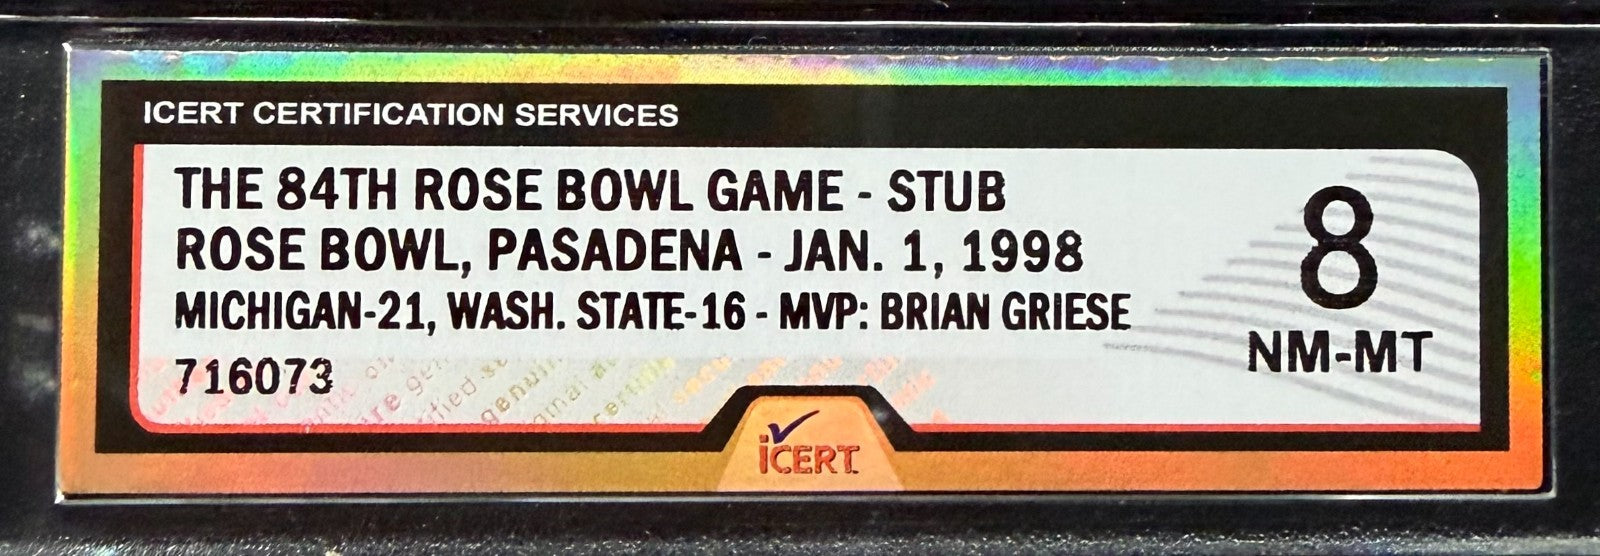 ICERT CERTIFICATION SERVICES
THE 84TH ROSE BOWL GAME - STUB
ROSE BOWL, PASADENA - JAN. 1, 1998
MICHIGAN-21, WASH. STATE-16 - MVP: BRIAN GRIESE
716073
8
NM-MT
iCERT